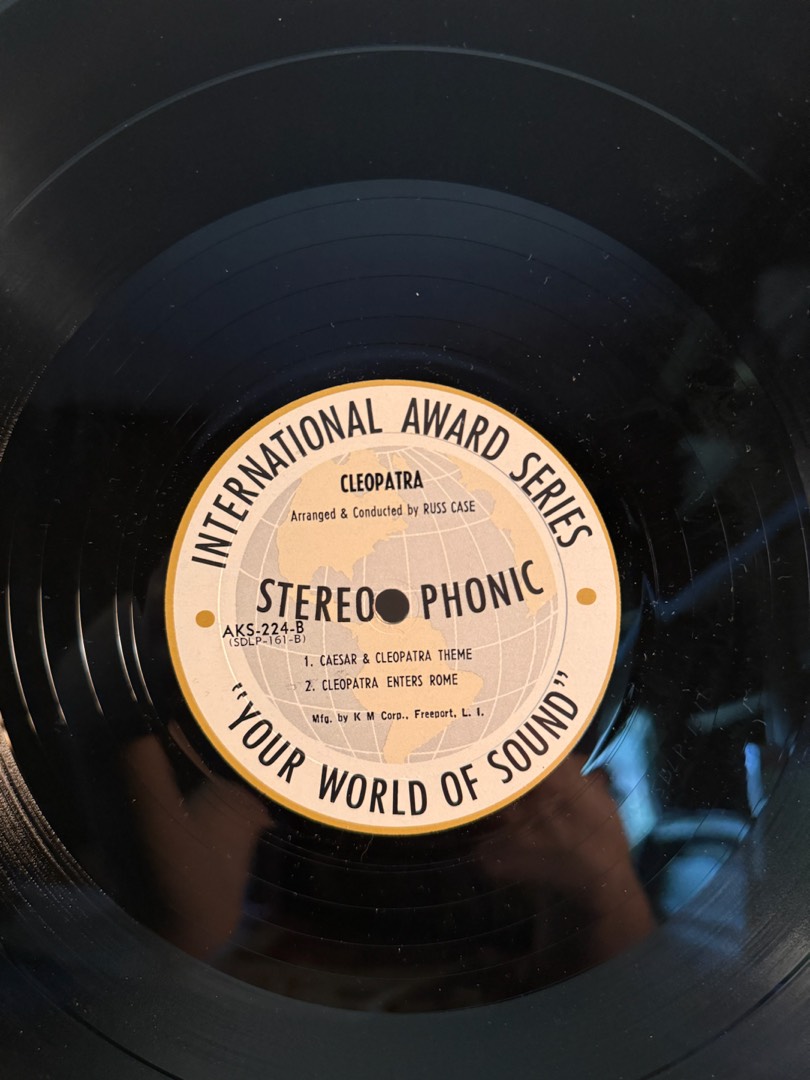 INTERNATIONAL AWARD SERIES
CLEOPATRA
Arranged & Conducted by RUSS CASE
STEREO PHONIC
AKS-224-B
(SDLP-161-B)
1. CAESAR & CLEOPATRA THEME
2. CLEOPATRA ENTERS ROME
Mfg. by K M Corp., Freeport, L. I.
"YOUR WORLD OF SOUND"